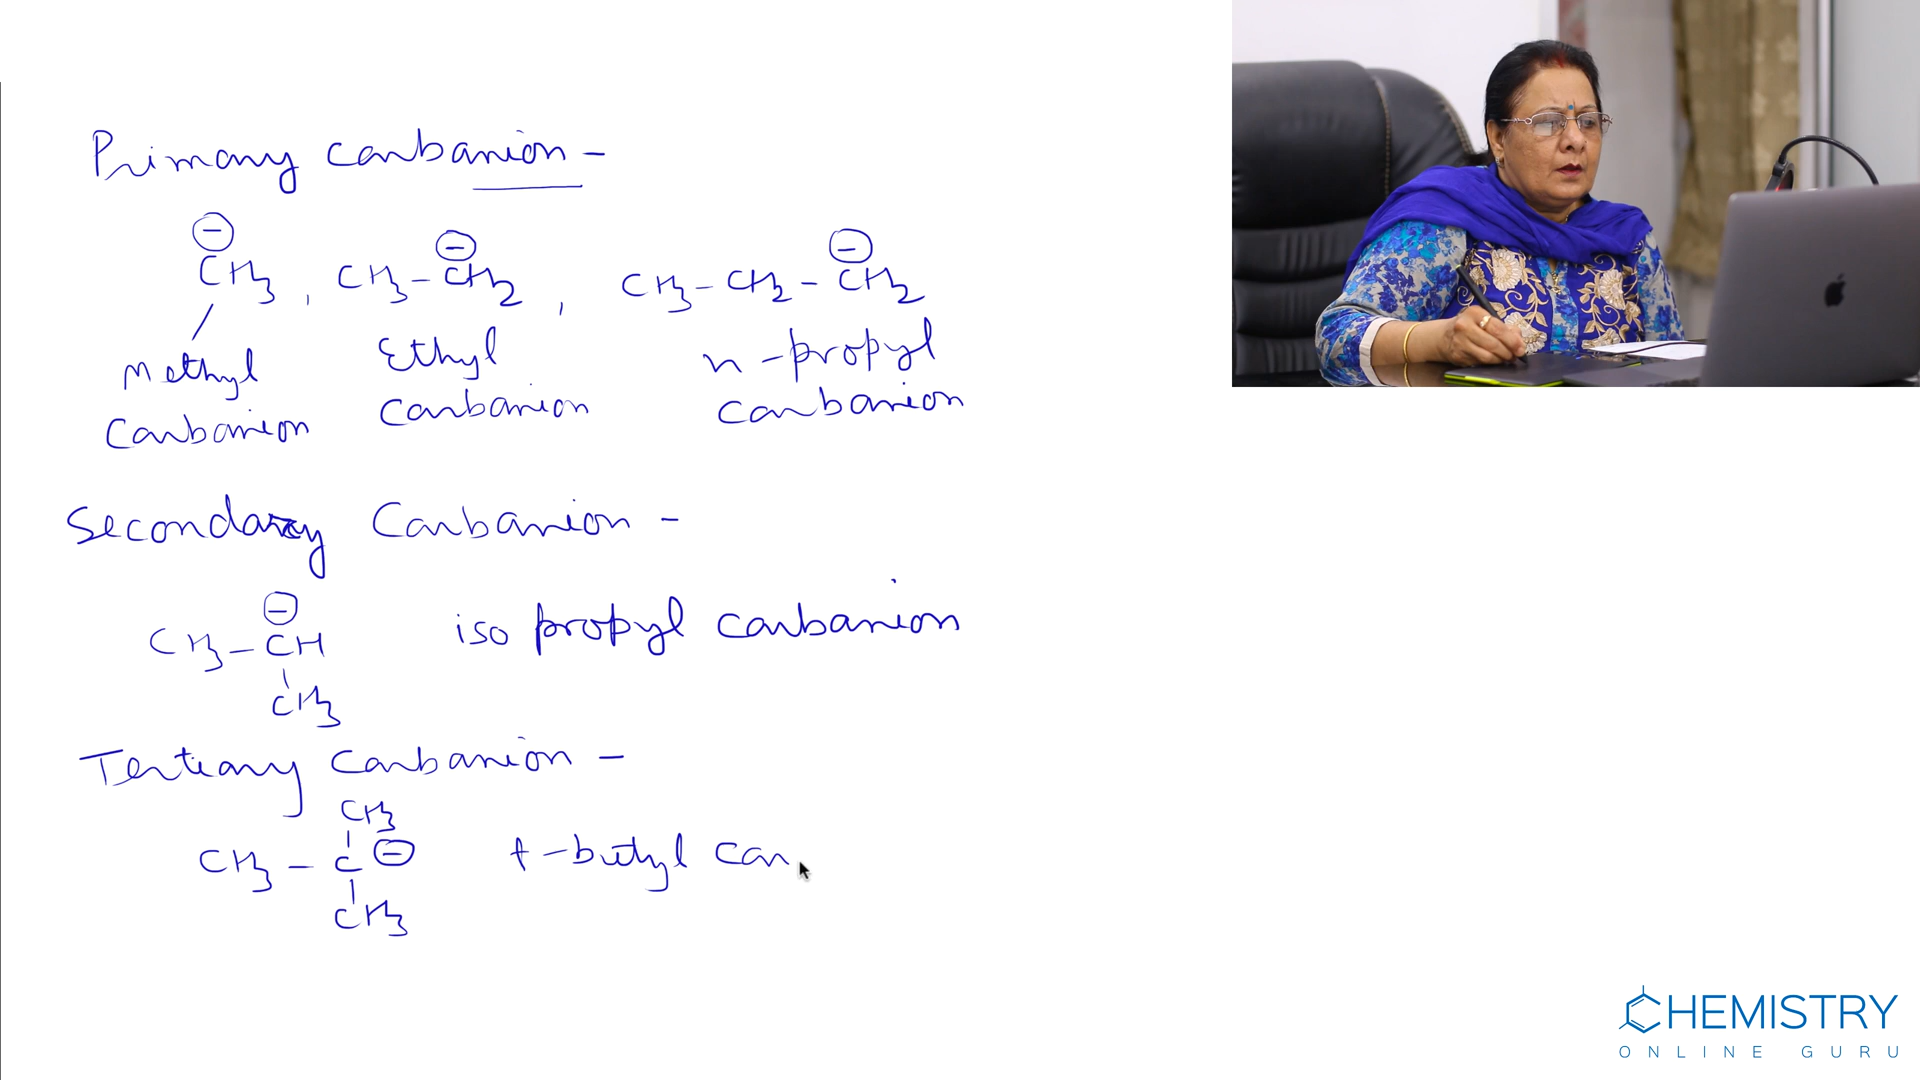 Primary carbanion -
⊖ ⊖ ⊖
CH3, CH3-CH2, CH3-CH2-CH2
Methyl Ethyl n-propyl
Carbanion carbanion carbanion
Secondary Carbanion -
⊖
CH3-CH iso propyl carbanion
CH3
Tertiary carbanion -
CH3
CH3-C⊖ t-butyl car
CH3
CHEMISTRY
ONLINE GURU